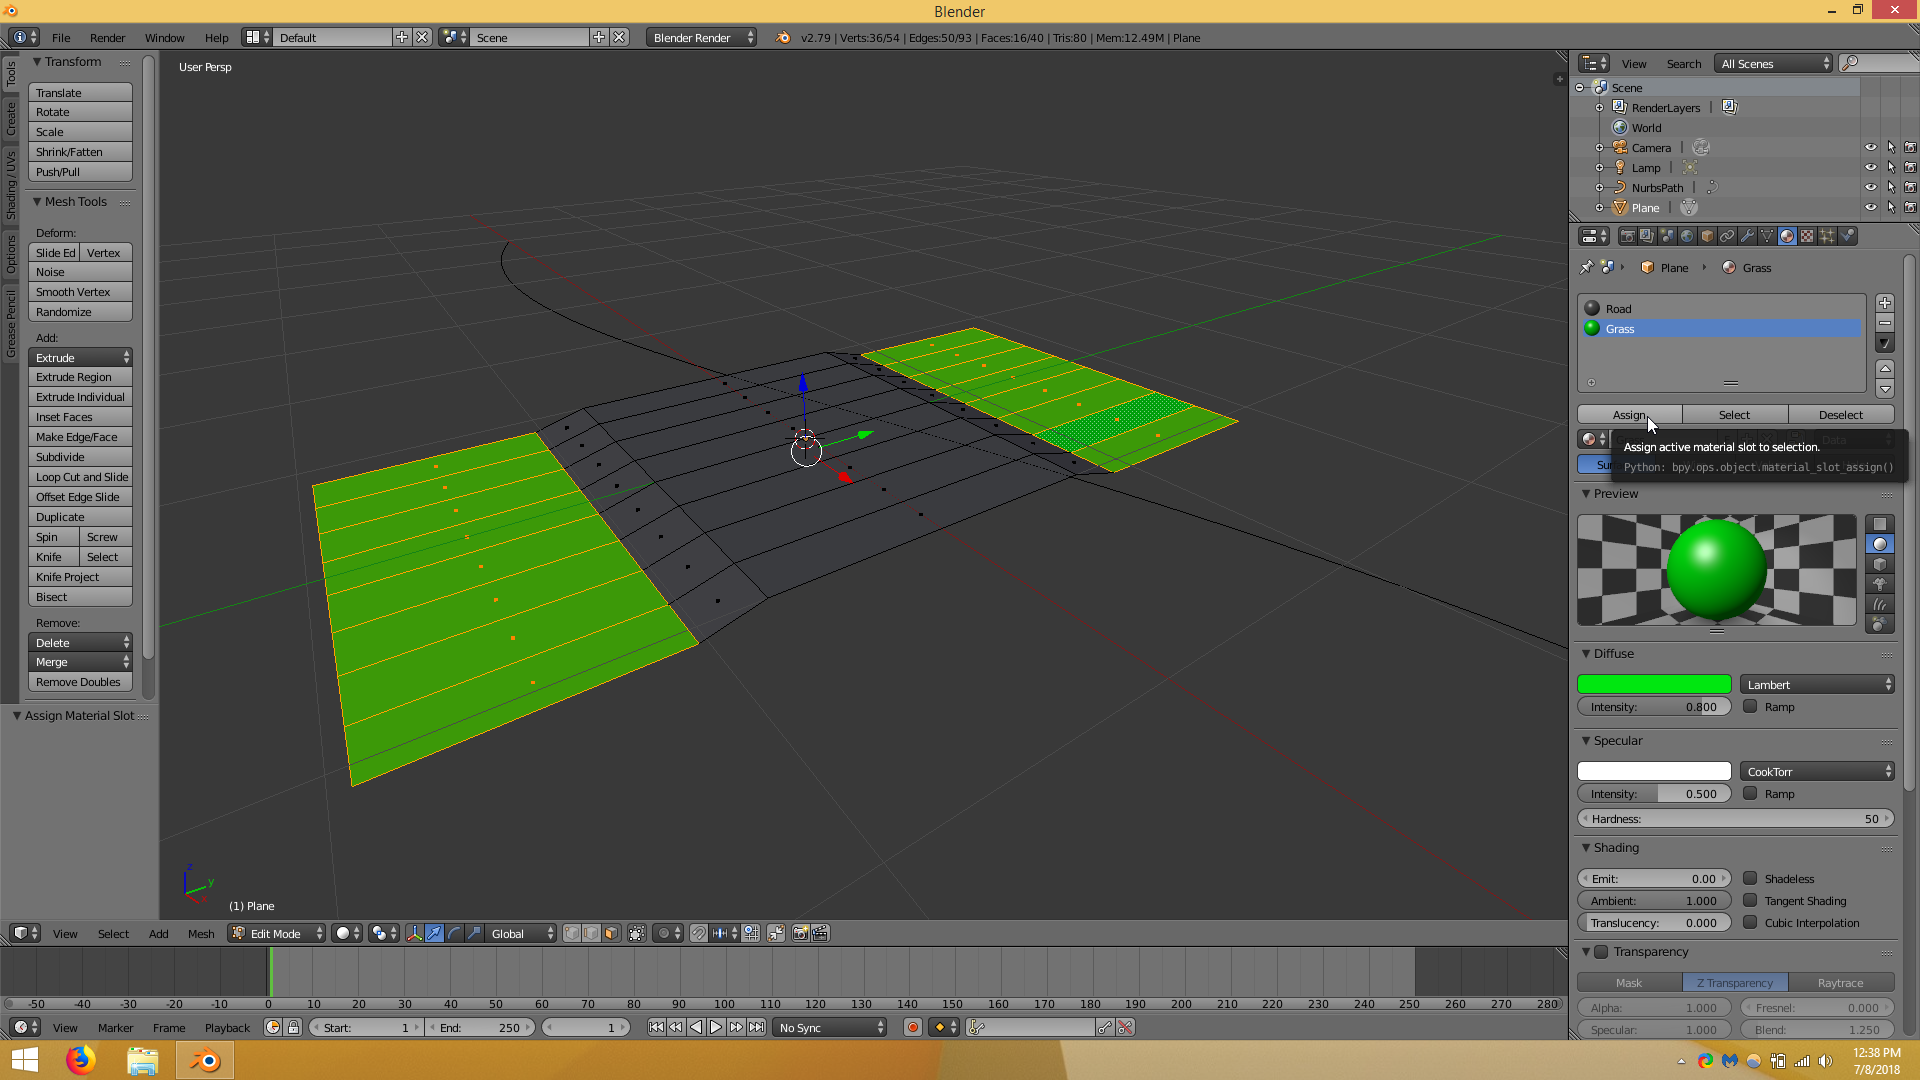 Blender
File Render Window Help Default Scene Blender Render v2.79 | Verts:36/54 | Edges:50/93 | Faces:16/40 | Tris:80 | Mem:12.49M | Plane
Tools
Create
Shading / UVs
Options
Grease Pencil
Transform
Translate
Rotate
Scale
Shrink/Fatten
Push/Pull
Mesh Tools
Deform:
Slide Ed Vertex
Noise
Smooth Vertex
Randomize
Add:
Extrude
Extrude Region
Extrude Individual
Inset Faces
Make Edge/Face
Subdivide
Loop Cut and Slide
Offset Edge Slide
Duplicate
Spin Screw
Knife Select
Knife Project
Bisect
Remove:
Delete
Merge
Remove Doubles
Assign Material Slot
User Persp
z
y
(1) Plane
View Select Add Mesh Edit Mode Global
-50 -40 -30 -20 -10 0 10 20 30 40 50 60 70 80 90 100 110 120 130 140 150 160 170 180 190 200 210 220 230 240 250 260 270 280
View Marker Frame Playback Start: 1 End: 250 1 No Sync
View Search All Scenes
Scene
RenderLayers
World
Camera
Lamp
NurbsPath
Plane
Plane Grass
Road
Grass
Assign Select Deselect
Data
Assign active material slot to selection.
Python: bpy.ops.object.material_slot_assign()
Preview
Diffuse
Lambert
Intensity: 0.800 Ramp
Specular
CookTorr
Intensity: 0.500 Ramp
Hardness: 50
Shading
Emit: 0.00 Shadeless
Ambient: 1.000 Tangent Shading
Translucency: 0.000 Cubic Interpolation
Transparency
Mask Z Transparency Raytrace
Alpha: 1.000 Fresnel: 0.000
Specular: 1.000 Blend: 1.250
12:38 PM
7/8/2018